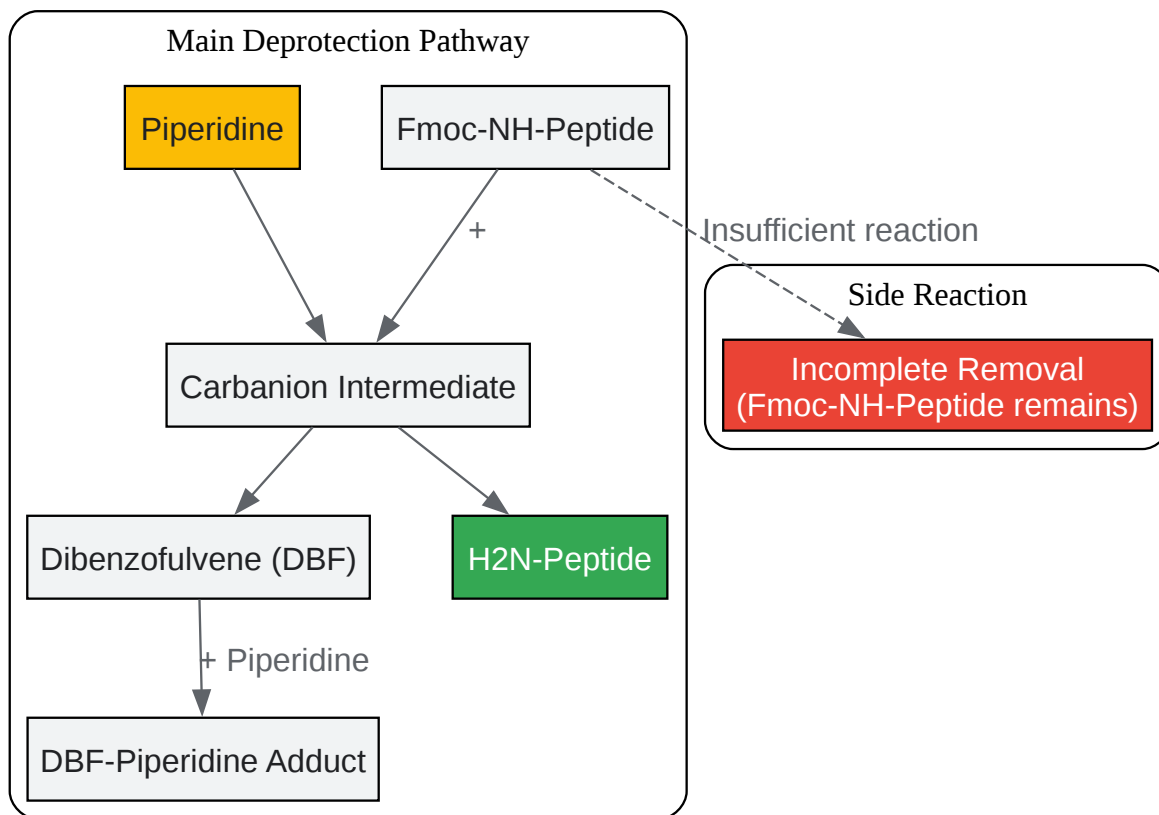 Main Deprotection Pathway
Piperidine
Fmoc-NH-Peptide
+
Insufficient reaction
Side Reaction
Carbanion Intermediate
Incomplete Removal
(Fmoc-NH-Peptide remains)
Dibenzofulvene (DBF)
H2N-Peptide
+ Piperidine
DBF-Piperidine Adduct